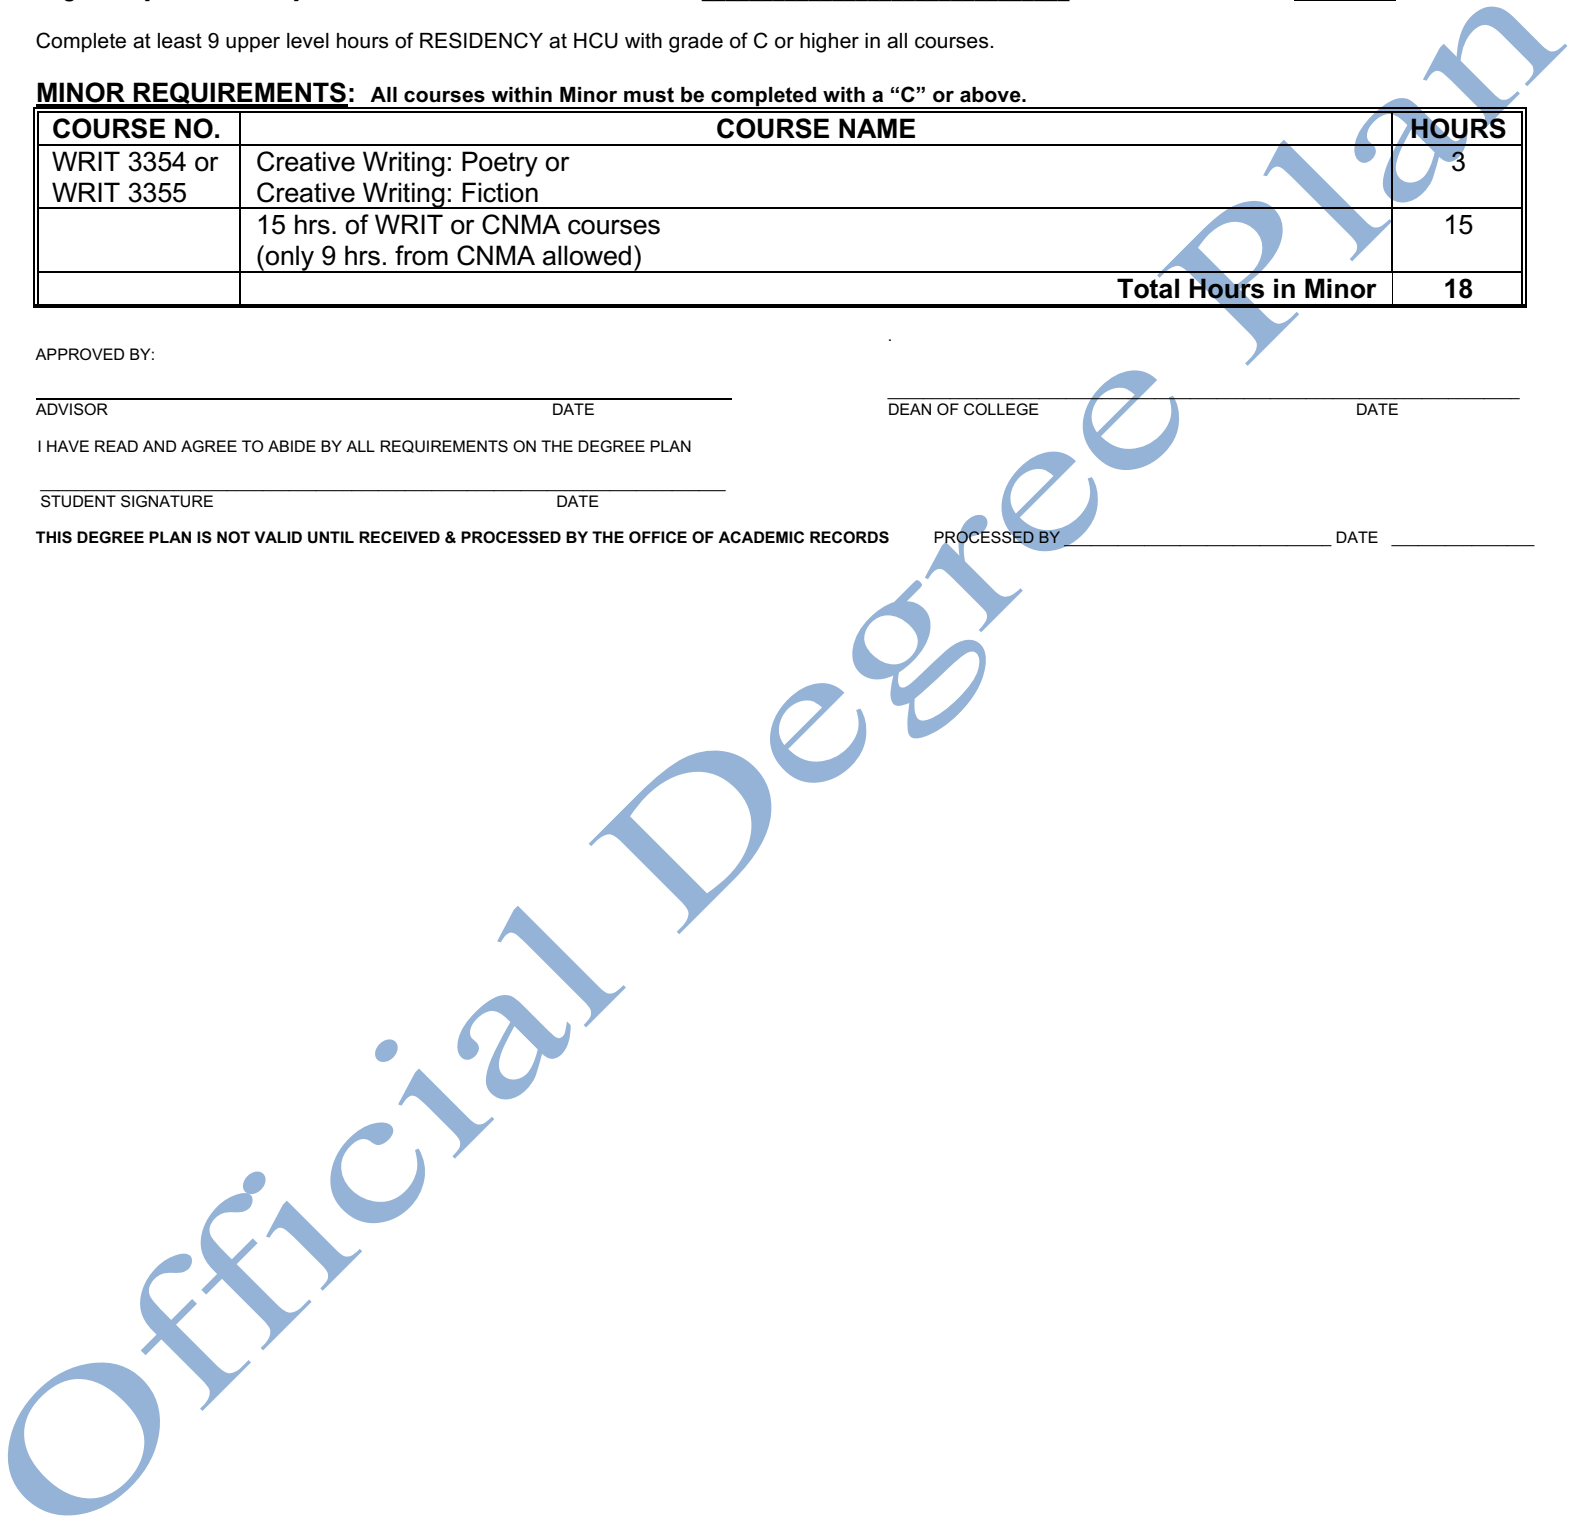 Complete at least 9 upper level hours of RESIDENCY at HCU with grade of C or higher in all courses.
MINOR REQUIREMENTS: All courses within Minor must be completed with a “C” or above.
COURSE NO. COURSE NAME HOURS
WRIT 3354 or Creative Writing: Poetry or 3
WRIT 3355 Creative Writing: Fiction
15 hrs. of WRIT or CNMA courses 15
(only 9 hrs. from CNMA allowed)
Total Hours in Minor 18
.
APPROVED BY:
ADVISOR DATE DEAN OF COLLEGE DATE
I HAVE READ AND AGREE TO ABIDE BY ALL REQUIREMENTS ON THE DEGREE PLAN
STUDENT SIGNATURE DATE
THIS DEGREE PLAN IS NOT VALID UNTIL RECEIVED & PROCESSED BY THE OFFICE OF ACADEMIC RECORDS PROCESSED BY ______________________________ DATE ________________
Official Degree Plan